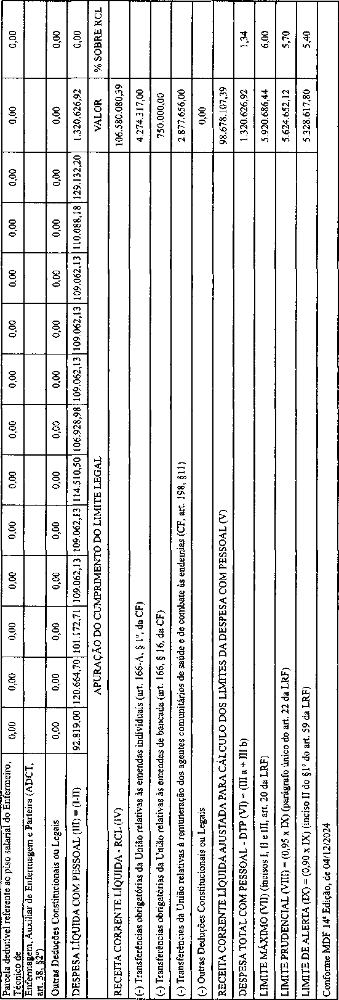 Parcela dedutível referente ao piso salarial do Enfermeiro, Técnico de 0,00 0,00 0,00 0,00 0,00 0,00 0,00 0,00 0,00 0,00 0,00 0,00 0,00 0,00
Enfermagem, Auxiliar de Enfermagem e Parteira (ADCT, art. 38, §2º)
Outras Deduções Constitucionais ou Legais 0,00 0,00 0,00 0,00 0,00 0,00 0,00 0,00 0,00 0,00 0,00 0,00 0,00 0,00
DESPESA LÍQUIDA COM PESSOAL (III) = (I-II) 92.819,00 120.664,70 101.172,71 109.062,13 109.062,13 114.510,50 106.928,98 109.062,13 109.062,13 109.062,13 110.088,18 129.132,20 1.320.626,92 0,00
APURAÇÃO DO CUMPRIMENTO DO LIMITE LEGAL VALOR % SOBRE RCL
RECEITA CORRENTE LÍQUIDA - RCL (IV) 106.580.080,39
(-) Transferências obrigatórias da União relativas às emendas individuais (art. 166-A, § 1º, da CF) 4.274.317,00
(-) Transferências obrigatórias da União relativas às emendas de bancada (art. 166, § 16, da CF) 750.000,00
(-) Transferências da União relativas à remuneração dos agentes comunitários de saúde e de combate às endemias (CF, art. 198, §11) 2.877.656,00
(-) Outras Deduções Constitucionais ou Legais 0,00
RECEITA CORRENTE LÍQUIDA AJUSTADA PARA CÁLCULO DOS LIMITES DA DESPESA COM PESSOAL (V) 98.678.107,39
DESPESA TOTAL COM PESSOAL - DTP (VI) = (III a + III b) 1.320.626,92 1,34
LIMITE MÁXIMO (VII) (incisos I, II e III, art. 20 da LRF) 5.920.686,44 6,00
LIMITE PRUDENCIAL (VIII) = (0,95 x IX) (parágrafo único do art. 22 da LRF) 5.624.652,12 5,70
LIMITE DE ALERTA (IX) = (0,90 x IX) (inciso II do §1º do art. 59 da LRF) 5.328.617,80 5,40
Conforme MDF 14ª Edição, de 04/12/2024